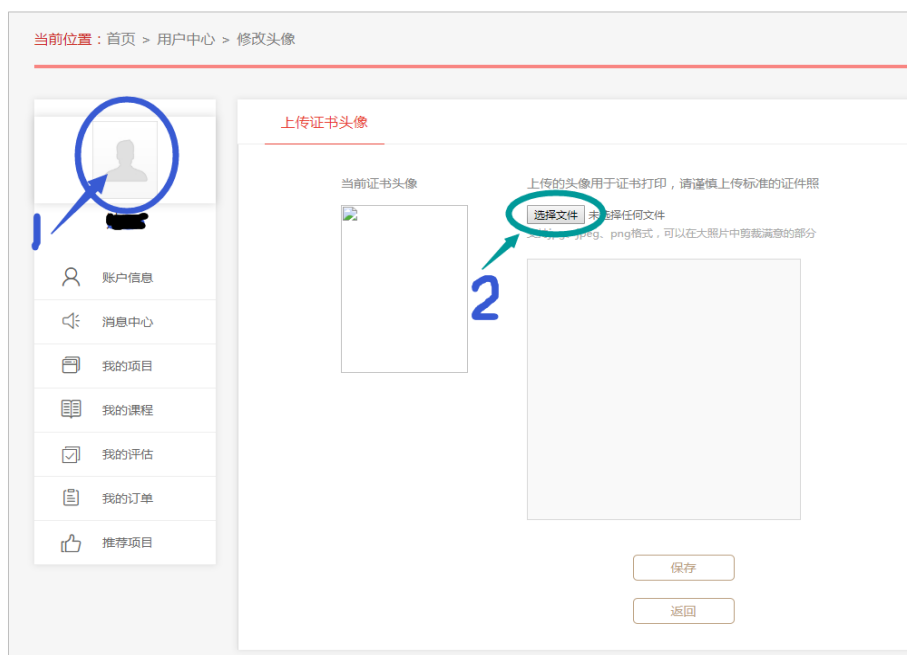 当前位置：首页 > 用户中心 > 修改头像
上传证书头像
当前证书头像
上传的头像用于证书打印，请谨慎上传标准的证件照
选择文件 未选择任何文件
jpeg、png格式，可以在大照片中剪裁满意的部分
1
2
账户信息
消息中心
我的项目
我的课程
我的评估
我的订单
推荐项目
保存
返回